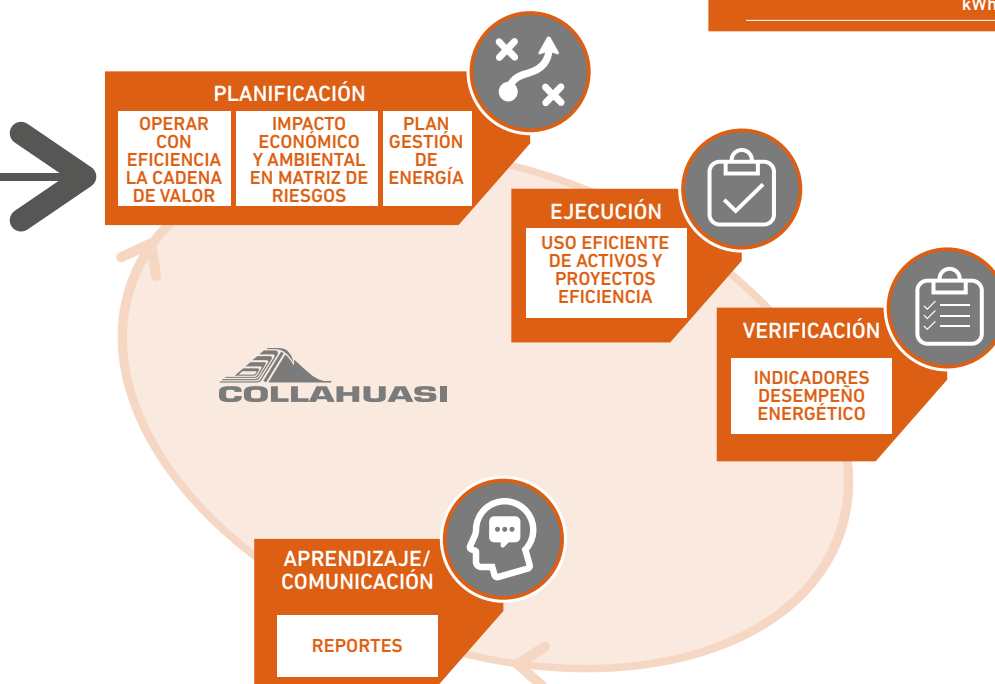 kWh
PLANIFICACIÓN
OPERAR
CON
EFICIENCIA
LA CADENA
DE VALOR
IMPACTO
ECONÓMICO
Y AMBIENTAL
EN MATRIZ DE
RIESGOS
PLAN
GESTIÓN
DE
ENERGÍA
EJECUCIÓN
USO EFICIENTE
DE ACTIVOS Y
PROYECTOS
EFICIENCIA
VERIFICACIÓN
INDICADORES
DESEMPEÑO
ENERGÉTICO
COLLAHUASI
APRENDIZAJE/
COMUNICACIÓN
REPORTES